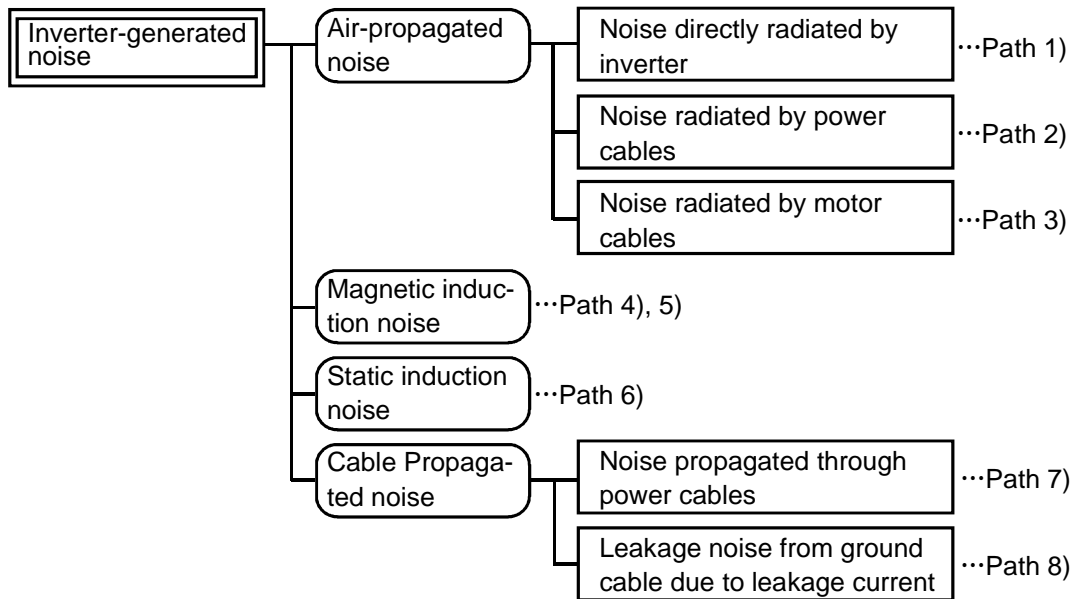 Inverter-generated
noise
Air-propagated
noise
Noise directly radiated by
inverter
···Path 1)
Noise radiated by power
cables
···Path 2)
Noise radiated by motor
cables
···Path 3)
Magnetic induc-
tion noise
···Path 4), 5)
Static induction
noise
···Path 6)
Cable Propaga-
ted noise
Noise propagated through
power cables
···Path 7)
Leakage noise from ground
cable due to leakage current
···Path 8)